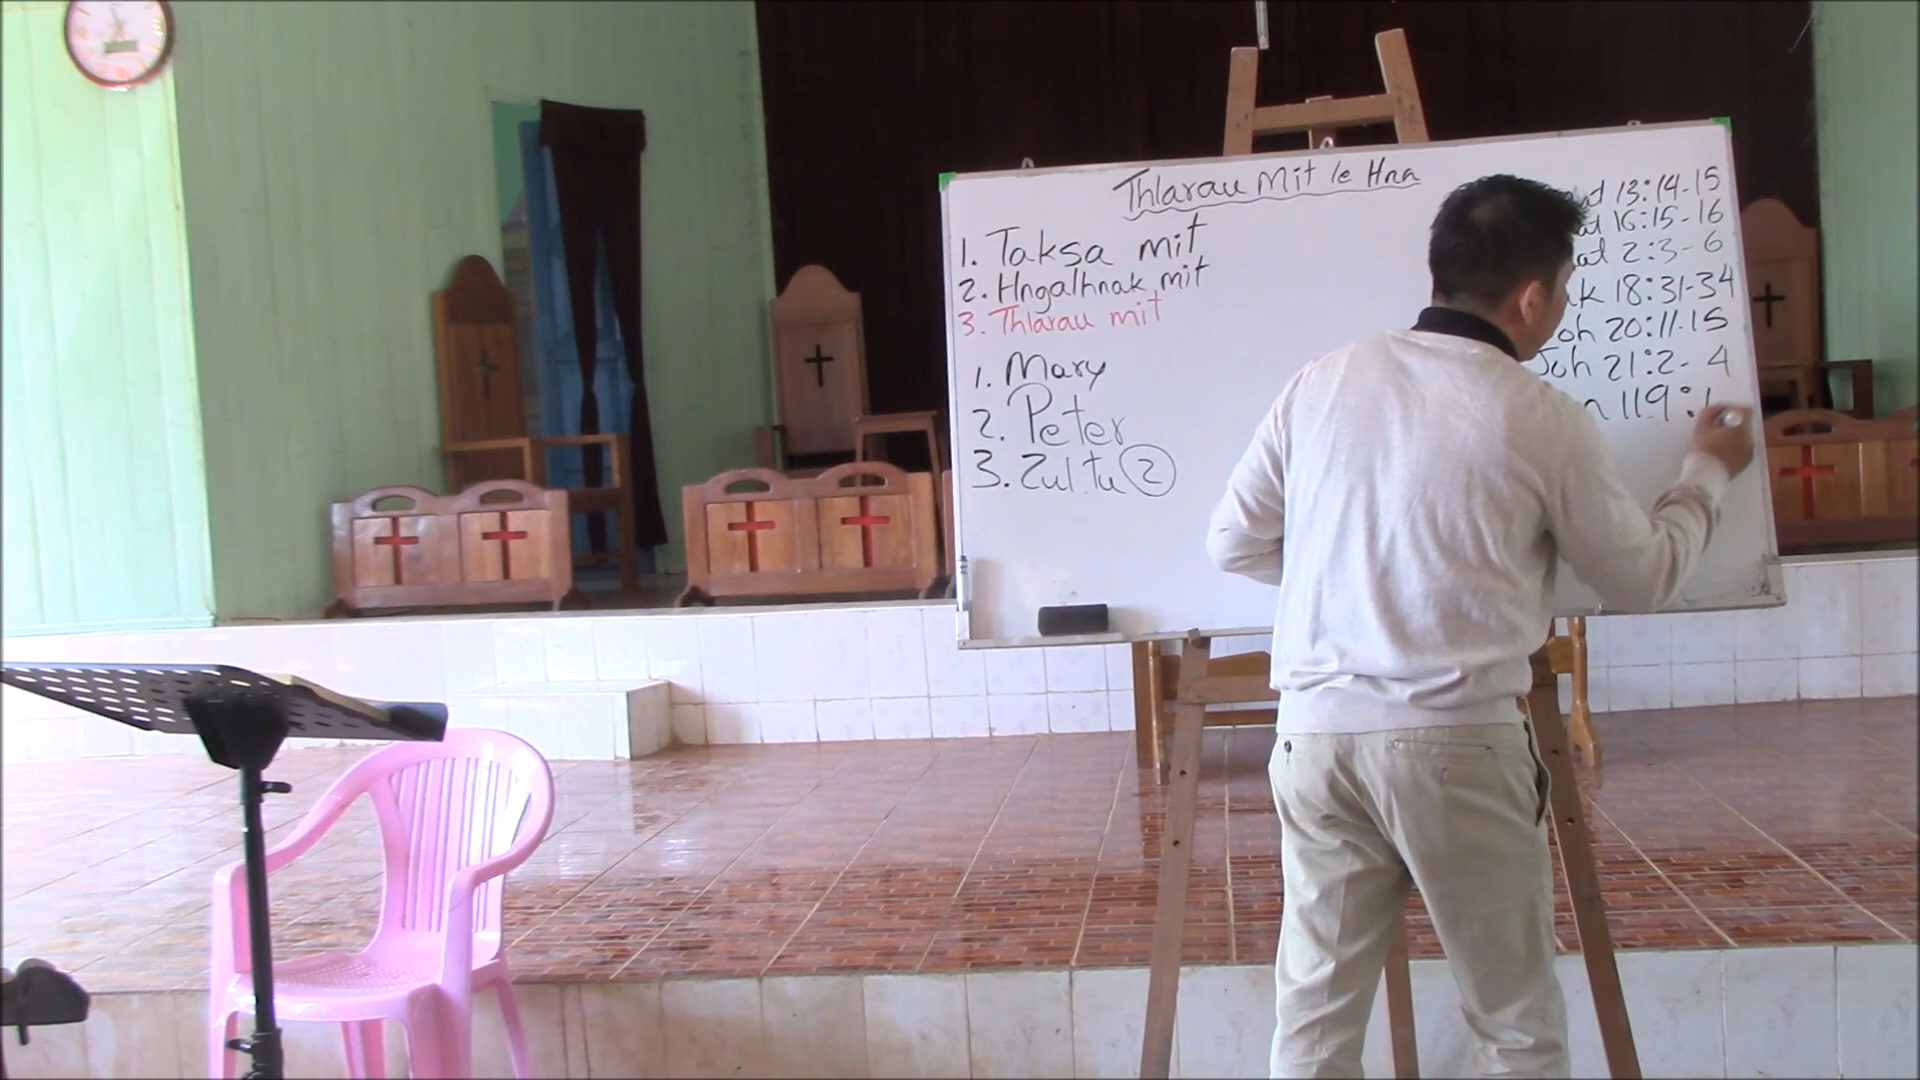 Thlarau Mit le Hna
1. Taksa mit
2. Hngalhnak mit
3. Thlarau mit
1. Mary
2. Peter
3. Zultu 2
13:14-15
16:15-16
2:3-6
18:31-34
Joh 20:11-15
Joh 21:2-4
119:1